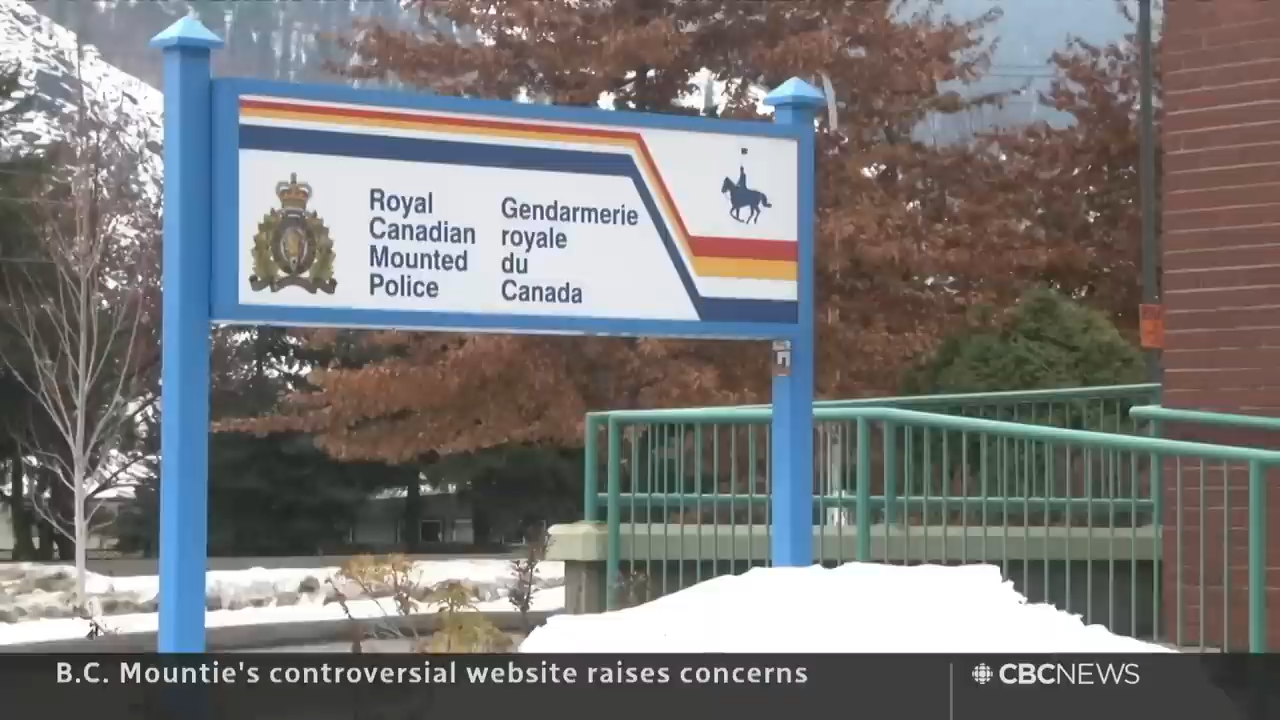 Royal
Canadian
Mounted
Police
Gendarmerie
royale
du
Canada
B.C. Mountie's controversial website raises concerns
CBCNEWS